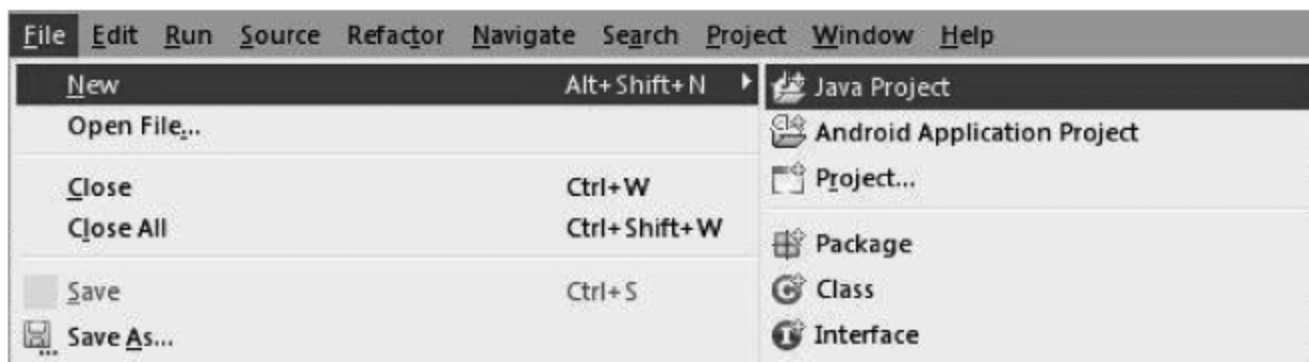 File Edit Run Source Refactor Navigate Search Project Window Help
New Alt+Shift+N
Open File...
Close Ctrl+W
Close All Ctrl+Shift+W
Save Ctrl+S
Save As...
Java Project
Android Application Project
Project...
Package
Class
Interface